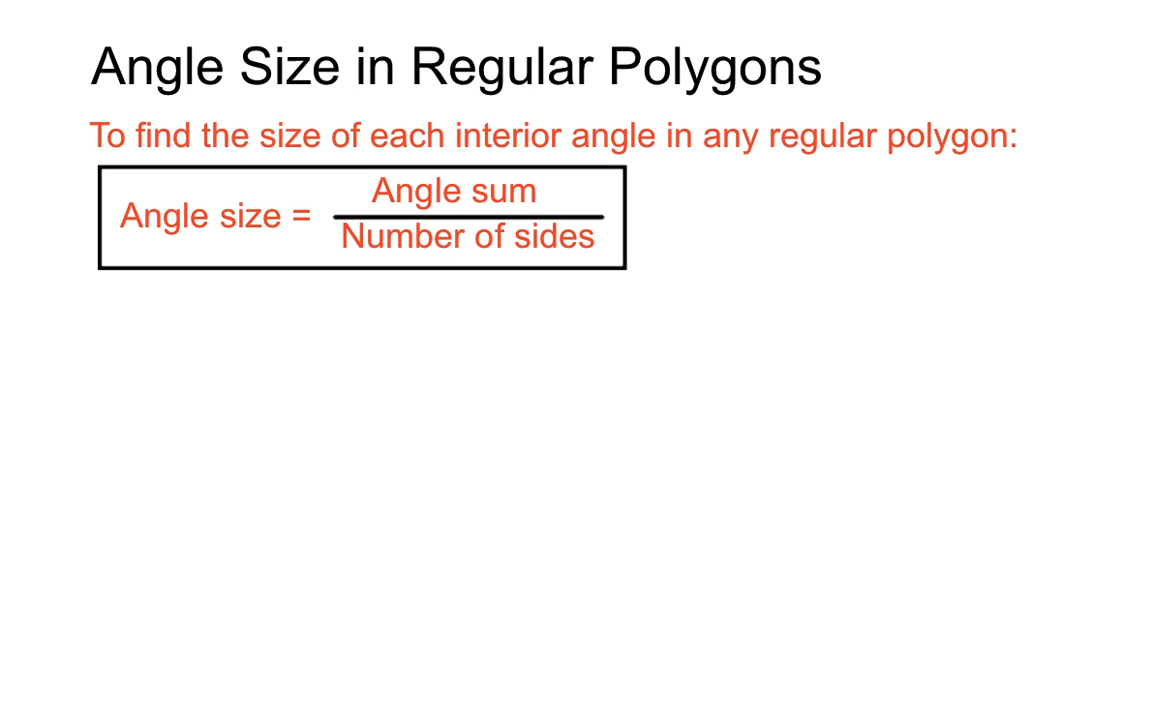 Angle Size in Regular Polygons
To find the size of each interior angle in any regular polygon:
Angle sum
Angle size =
Number of sides